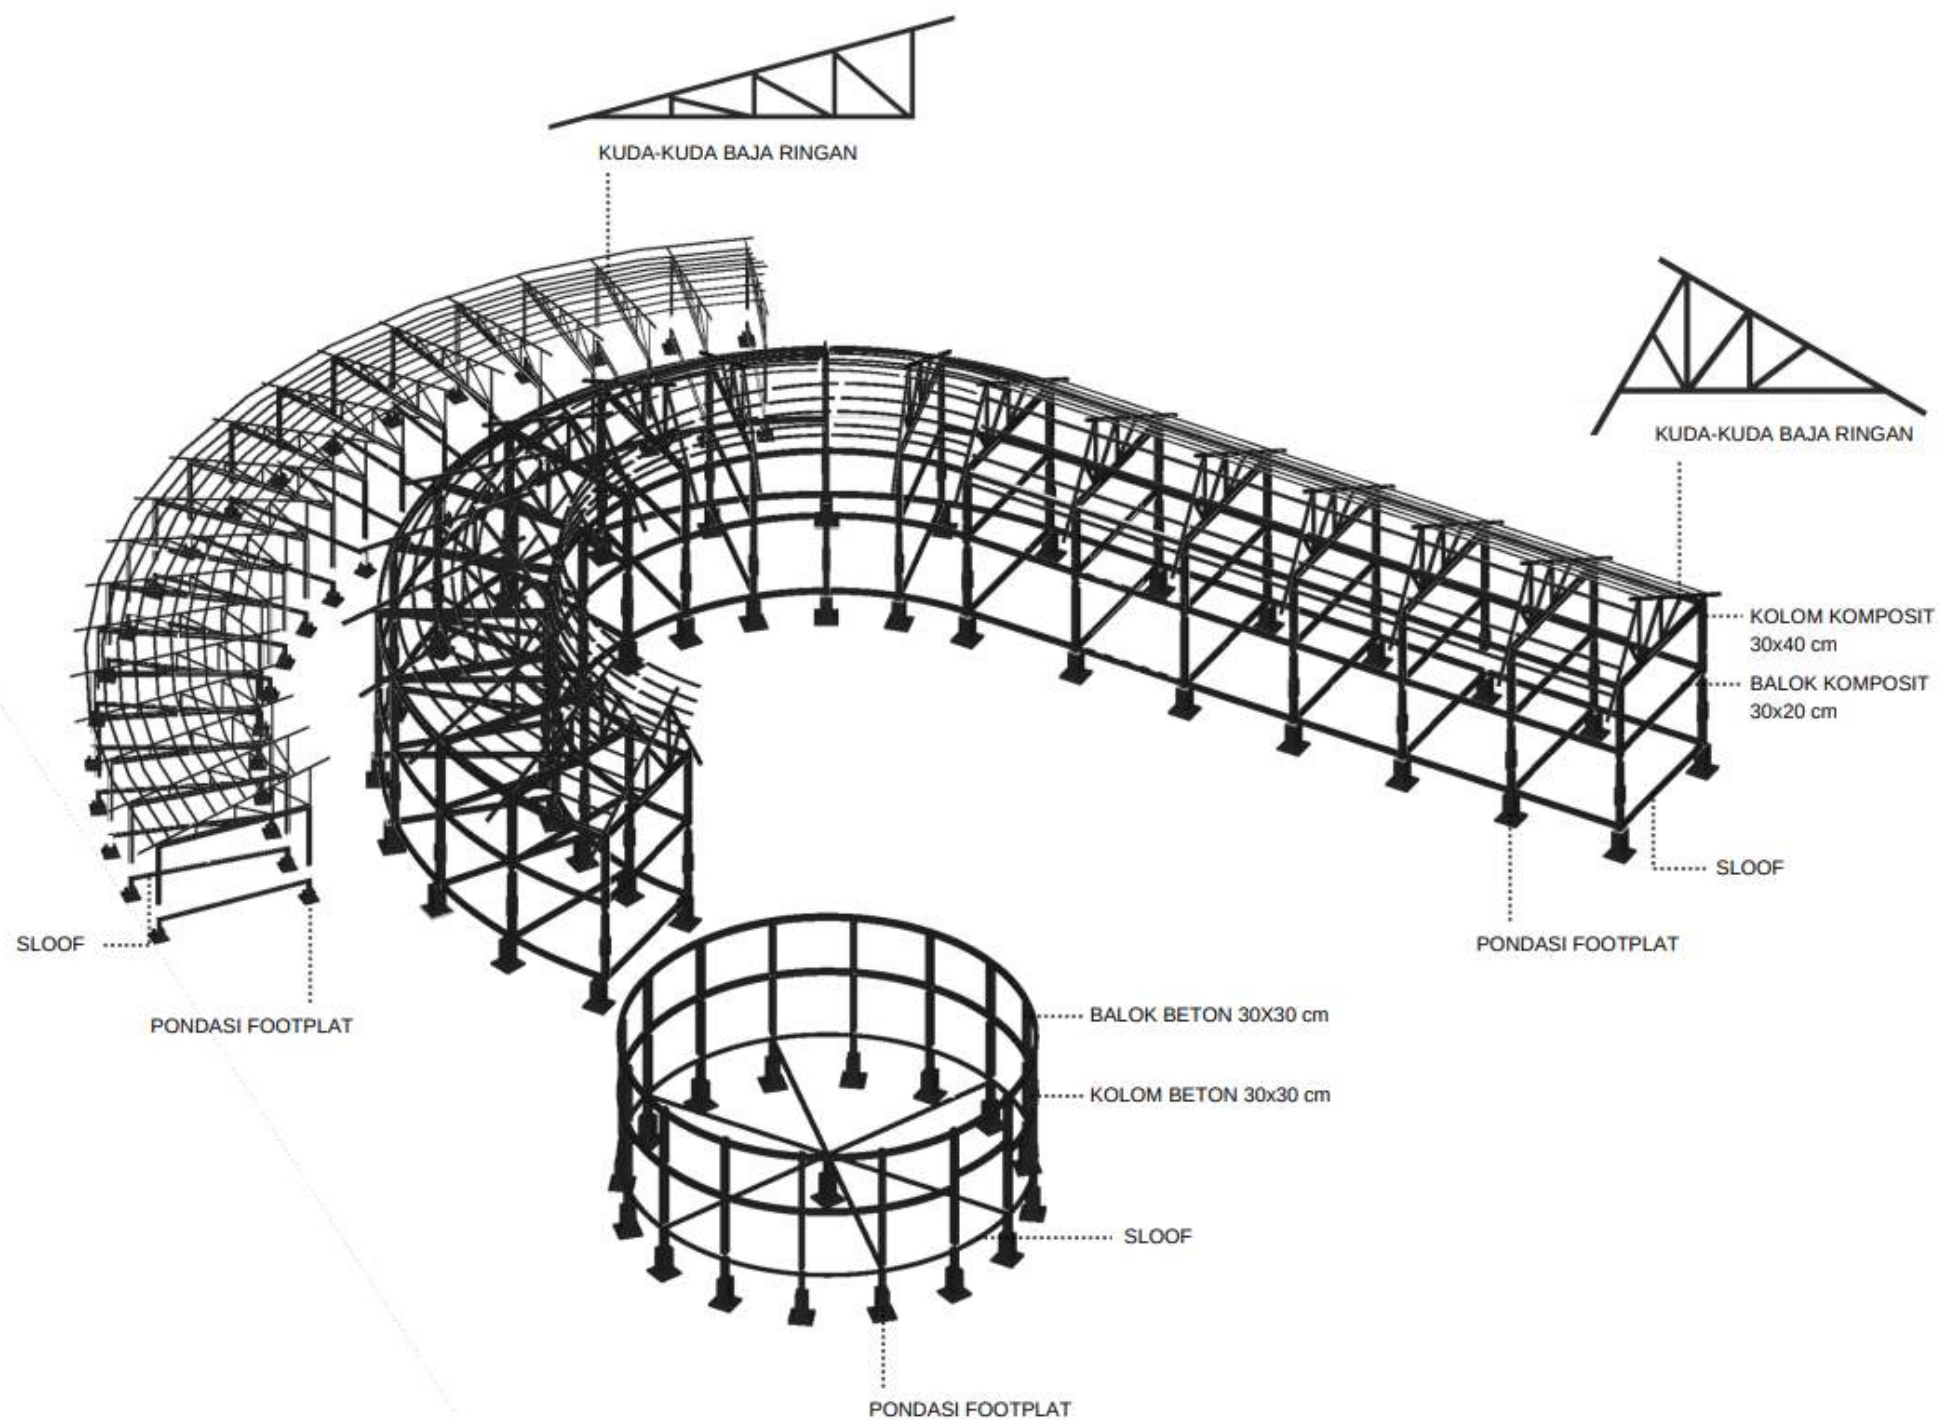 KUDA-KUDA BAJA RINGAN
KUDA-KUDA BAJA RINGAN
KOLOM KOMPOSIT
30x40 cm
BALOK KOMPOSIT
30x20 cm
SLOOF
PONDASI FOOTPLAT
SLOOF
PONDASI FOOTPLAT
BALOK BETON 30X30 cm
KOLOM BETON 30x30 cm
SLOOF
PONDASI FOOTPLAT